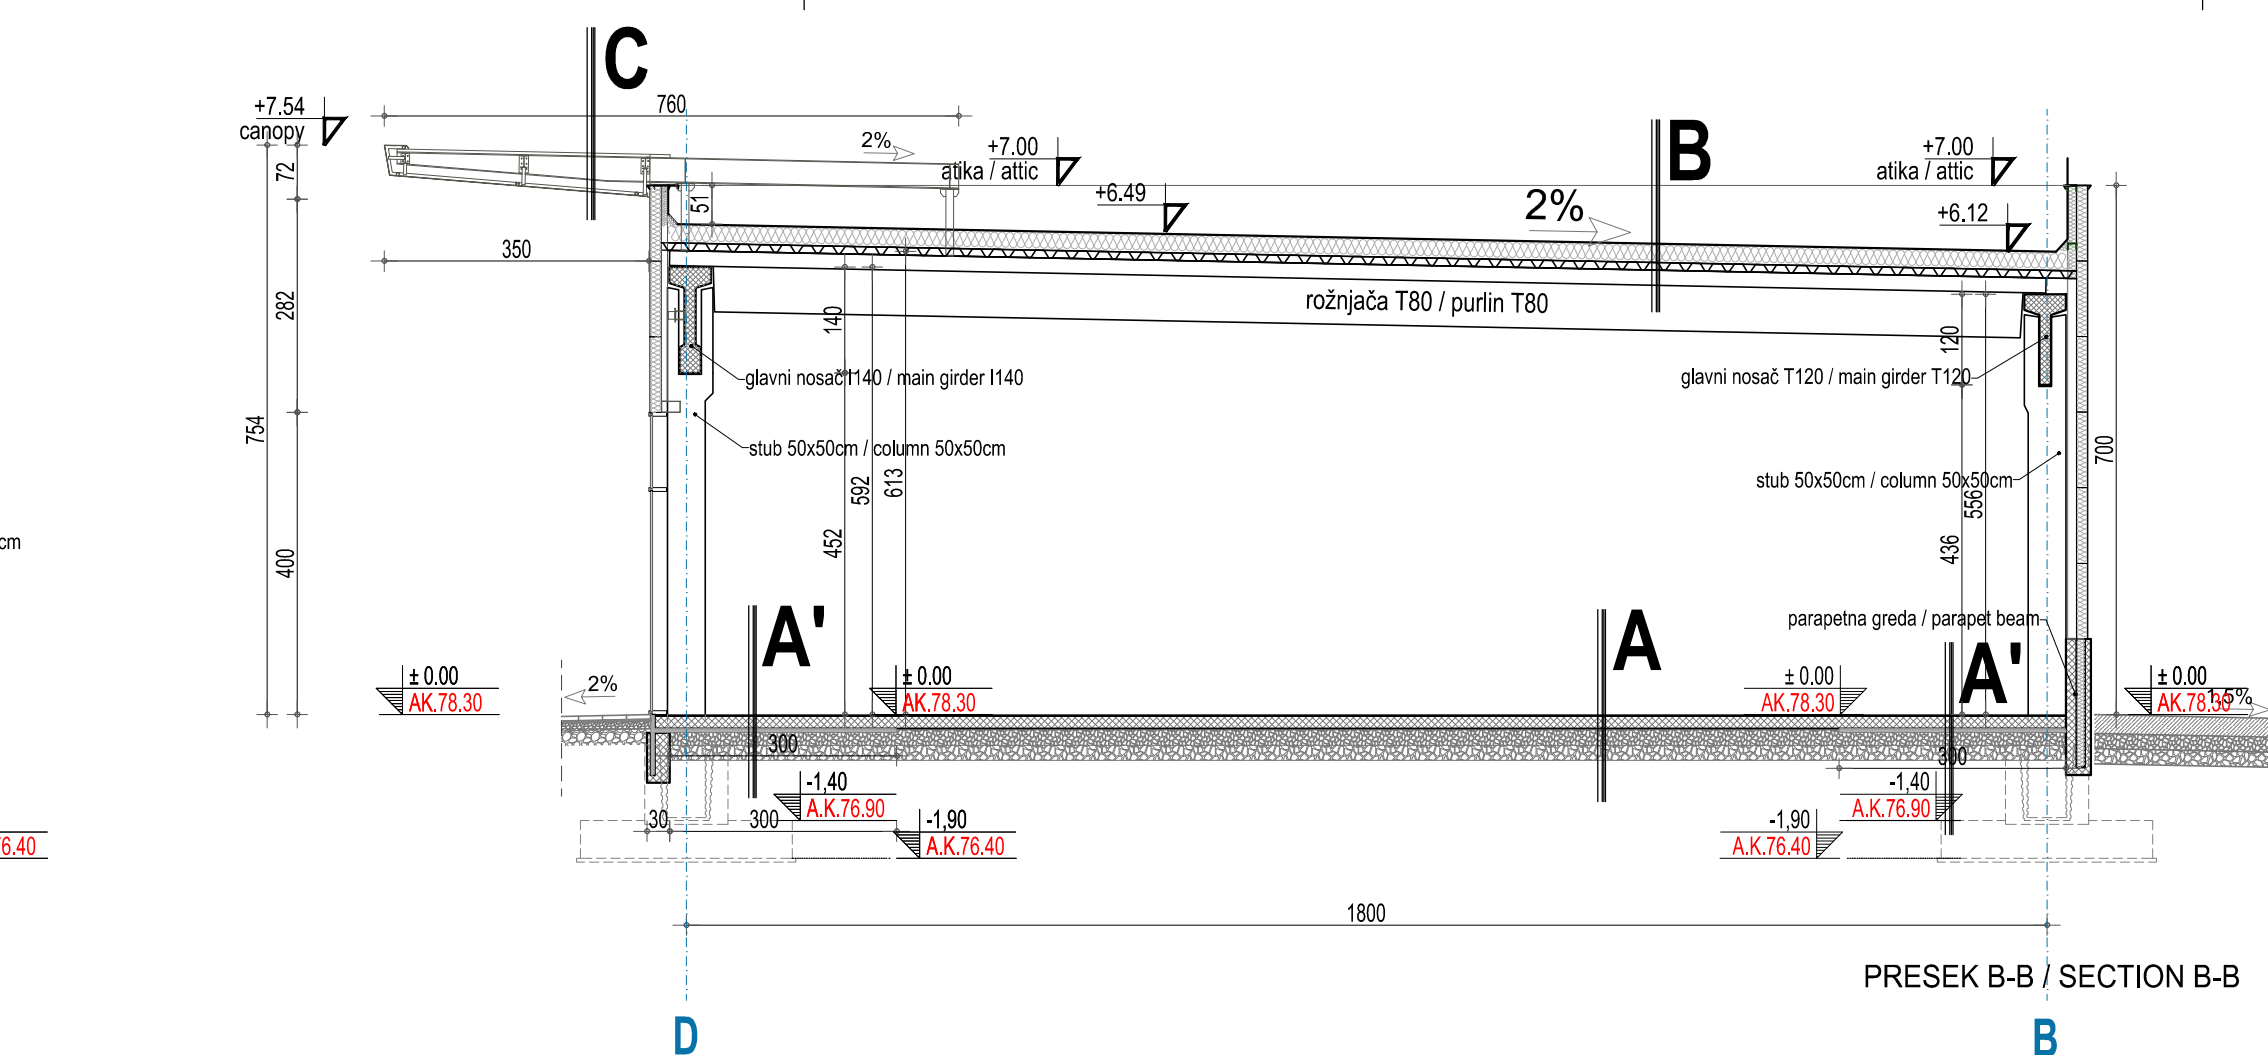 C
+7.54
canopy
760
72
2%
+7.00
atika / attic
B
+7.00
atika / attic
+6.49
51
2%
+6.12
350
282
140
rožnjača T80 / purlin T80
120
glavni nosač I140 / main girder I140
glavni nosač T120 / main girder T120
754
700
stub 50x50cm / column 50x50cm
stub 50x50cm / column 50x50cm
592
613
556
452
436
400
cm
A'
A
parapetna greda / parapet beam
A'
± 0.00
AK.78.30
2%
± 0.00
AK.78.30
± 0.00
AK.78.30
± 0.00
AK.78.30
1.5%
300
300
-1,40
A.K.76.90
-1,40
A.K.76.90
30
300
-1,90
A.K.76.40
-1,90
A.K.76.40
6.40
1800
PRESEK B-B / SECTION B-B
D
B